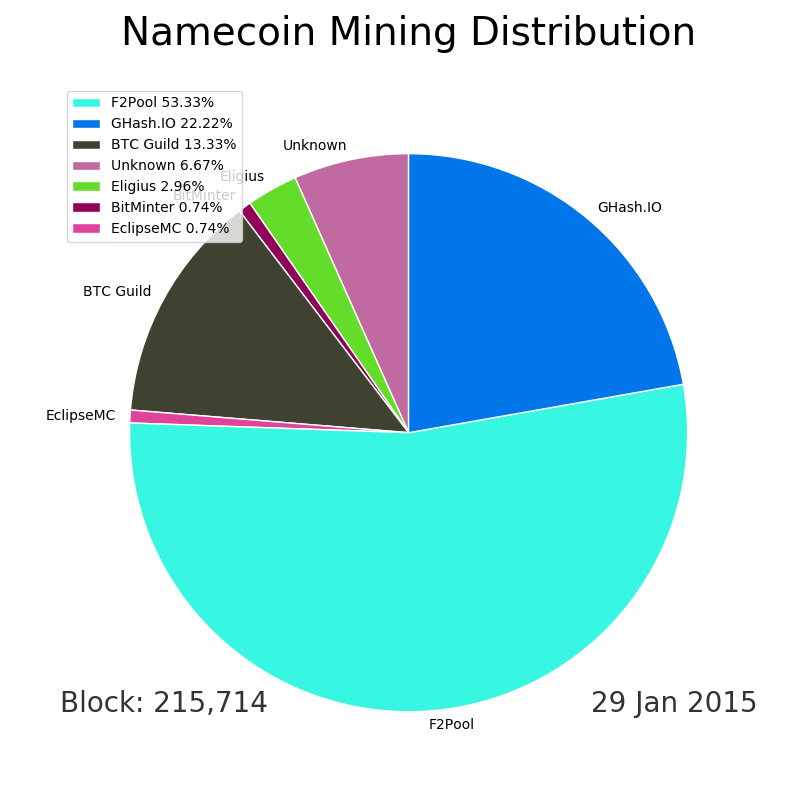 Namecoin Mining Distribution
F2Pool 53.33%
GHash.IO 22.22%
BTC Guild 13.33%
Unknown 6.67%
Eligius 2.96%
BitMinter 0.74%
EclipseMC 0.74%
Unknown
Eligius
BitMinter
GHash.IO
BTC Guild
EclipseMC
Block: 215,714
29 Jan 2015
F2Pool